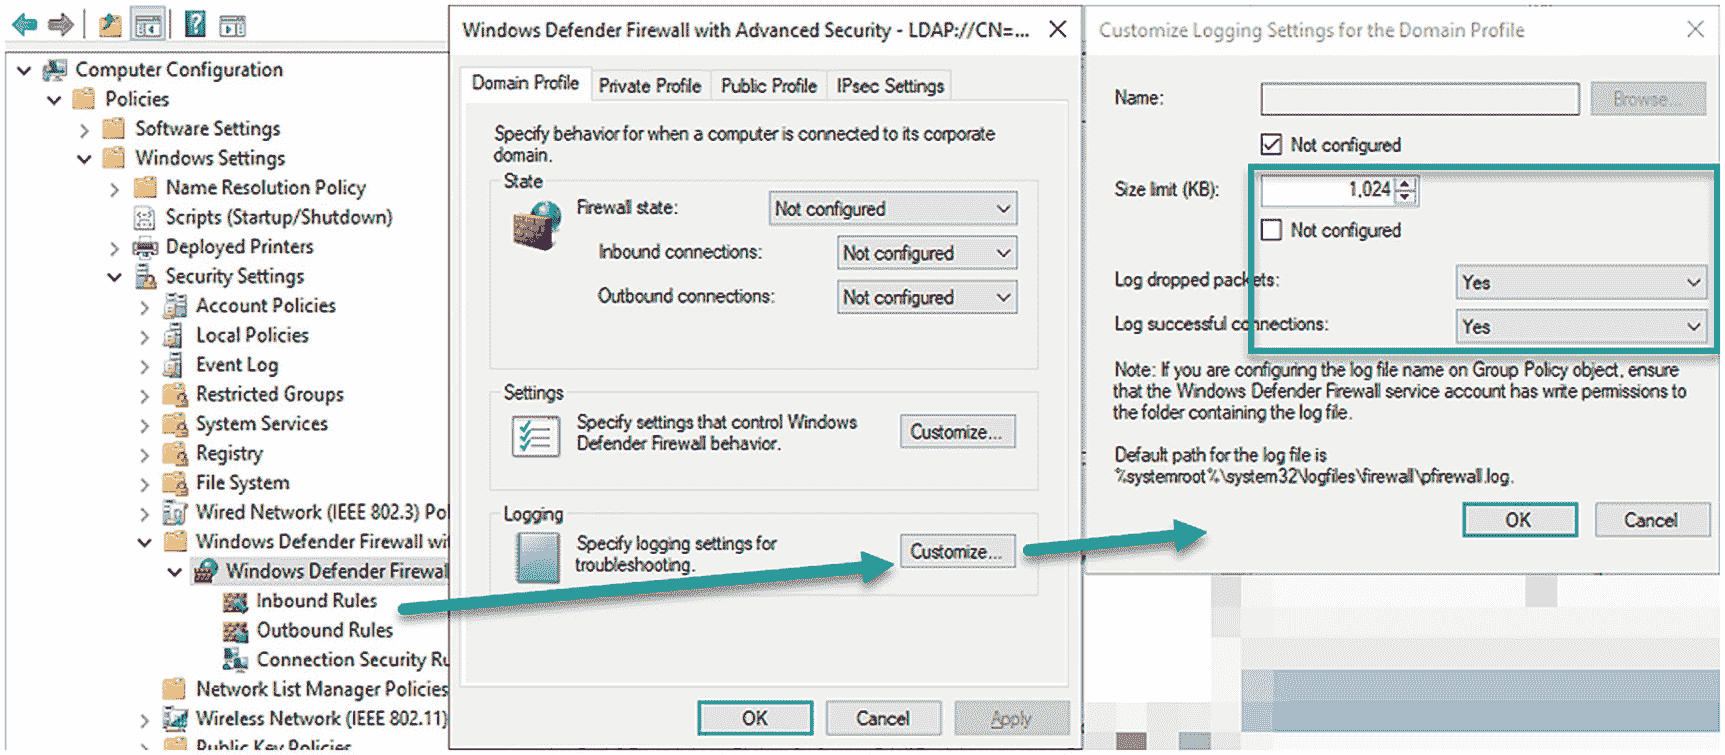 Computer Configuration
Policies
Software Settings
Windows Settings
Name Resolution Policy
Scripts (Startup/Shutdown)
Deployed Printers
Security Settings
Account Policies
Local Policies
Event Log
Restricted Groups
System Services
Registry
File System
Wired Network (IEEE 802.3) Pol
Windows Defender Firewall wi
Windows Defender Firewal
Inbound Rules
Outbound Rules
Connection Security Ru
Network List Manager Policies
Wireless Network (IEEE 802.11)
Public Key Policies
Windows Defender Firewall with Advanced Security - LDAP://CN=...
Domain Profile
Private Profile
Public Profile
IPsec Settings
Specify behavior for when a computer is connected to its corporate
domain.
State
Firewall state:
Not configured
Inbound connections:
Not configured
Outbound connections:
Not configured
Settings
Specify settings that control Windows
Defender Firewall behavior.
Customize...
Logging
Specify logging settings for
troubleshooting.
Customize...
OK
Cancel
Apply
Customize Logging Settings for the Domain Profile
Name:
Browse...
Not configured
Size limit (KB):
1,024
Not configured
Log dropped packets:
Yes
Log successful connections:
Yes
Note: If you are configuring the log file name on Group Policy object, ensure
that the Windows Defender Firewall service account has write permissions to
the folder containing the log file.
Default path for the log file is
%systemroot%\system32\logfiles\firewall\pfirewall.log.
OK
Cancel